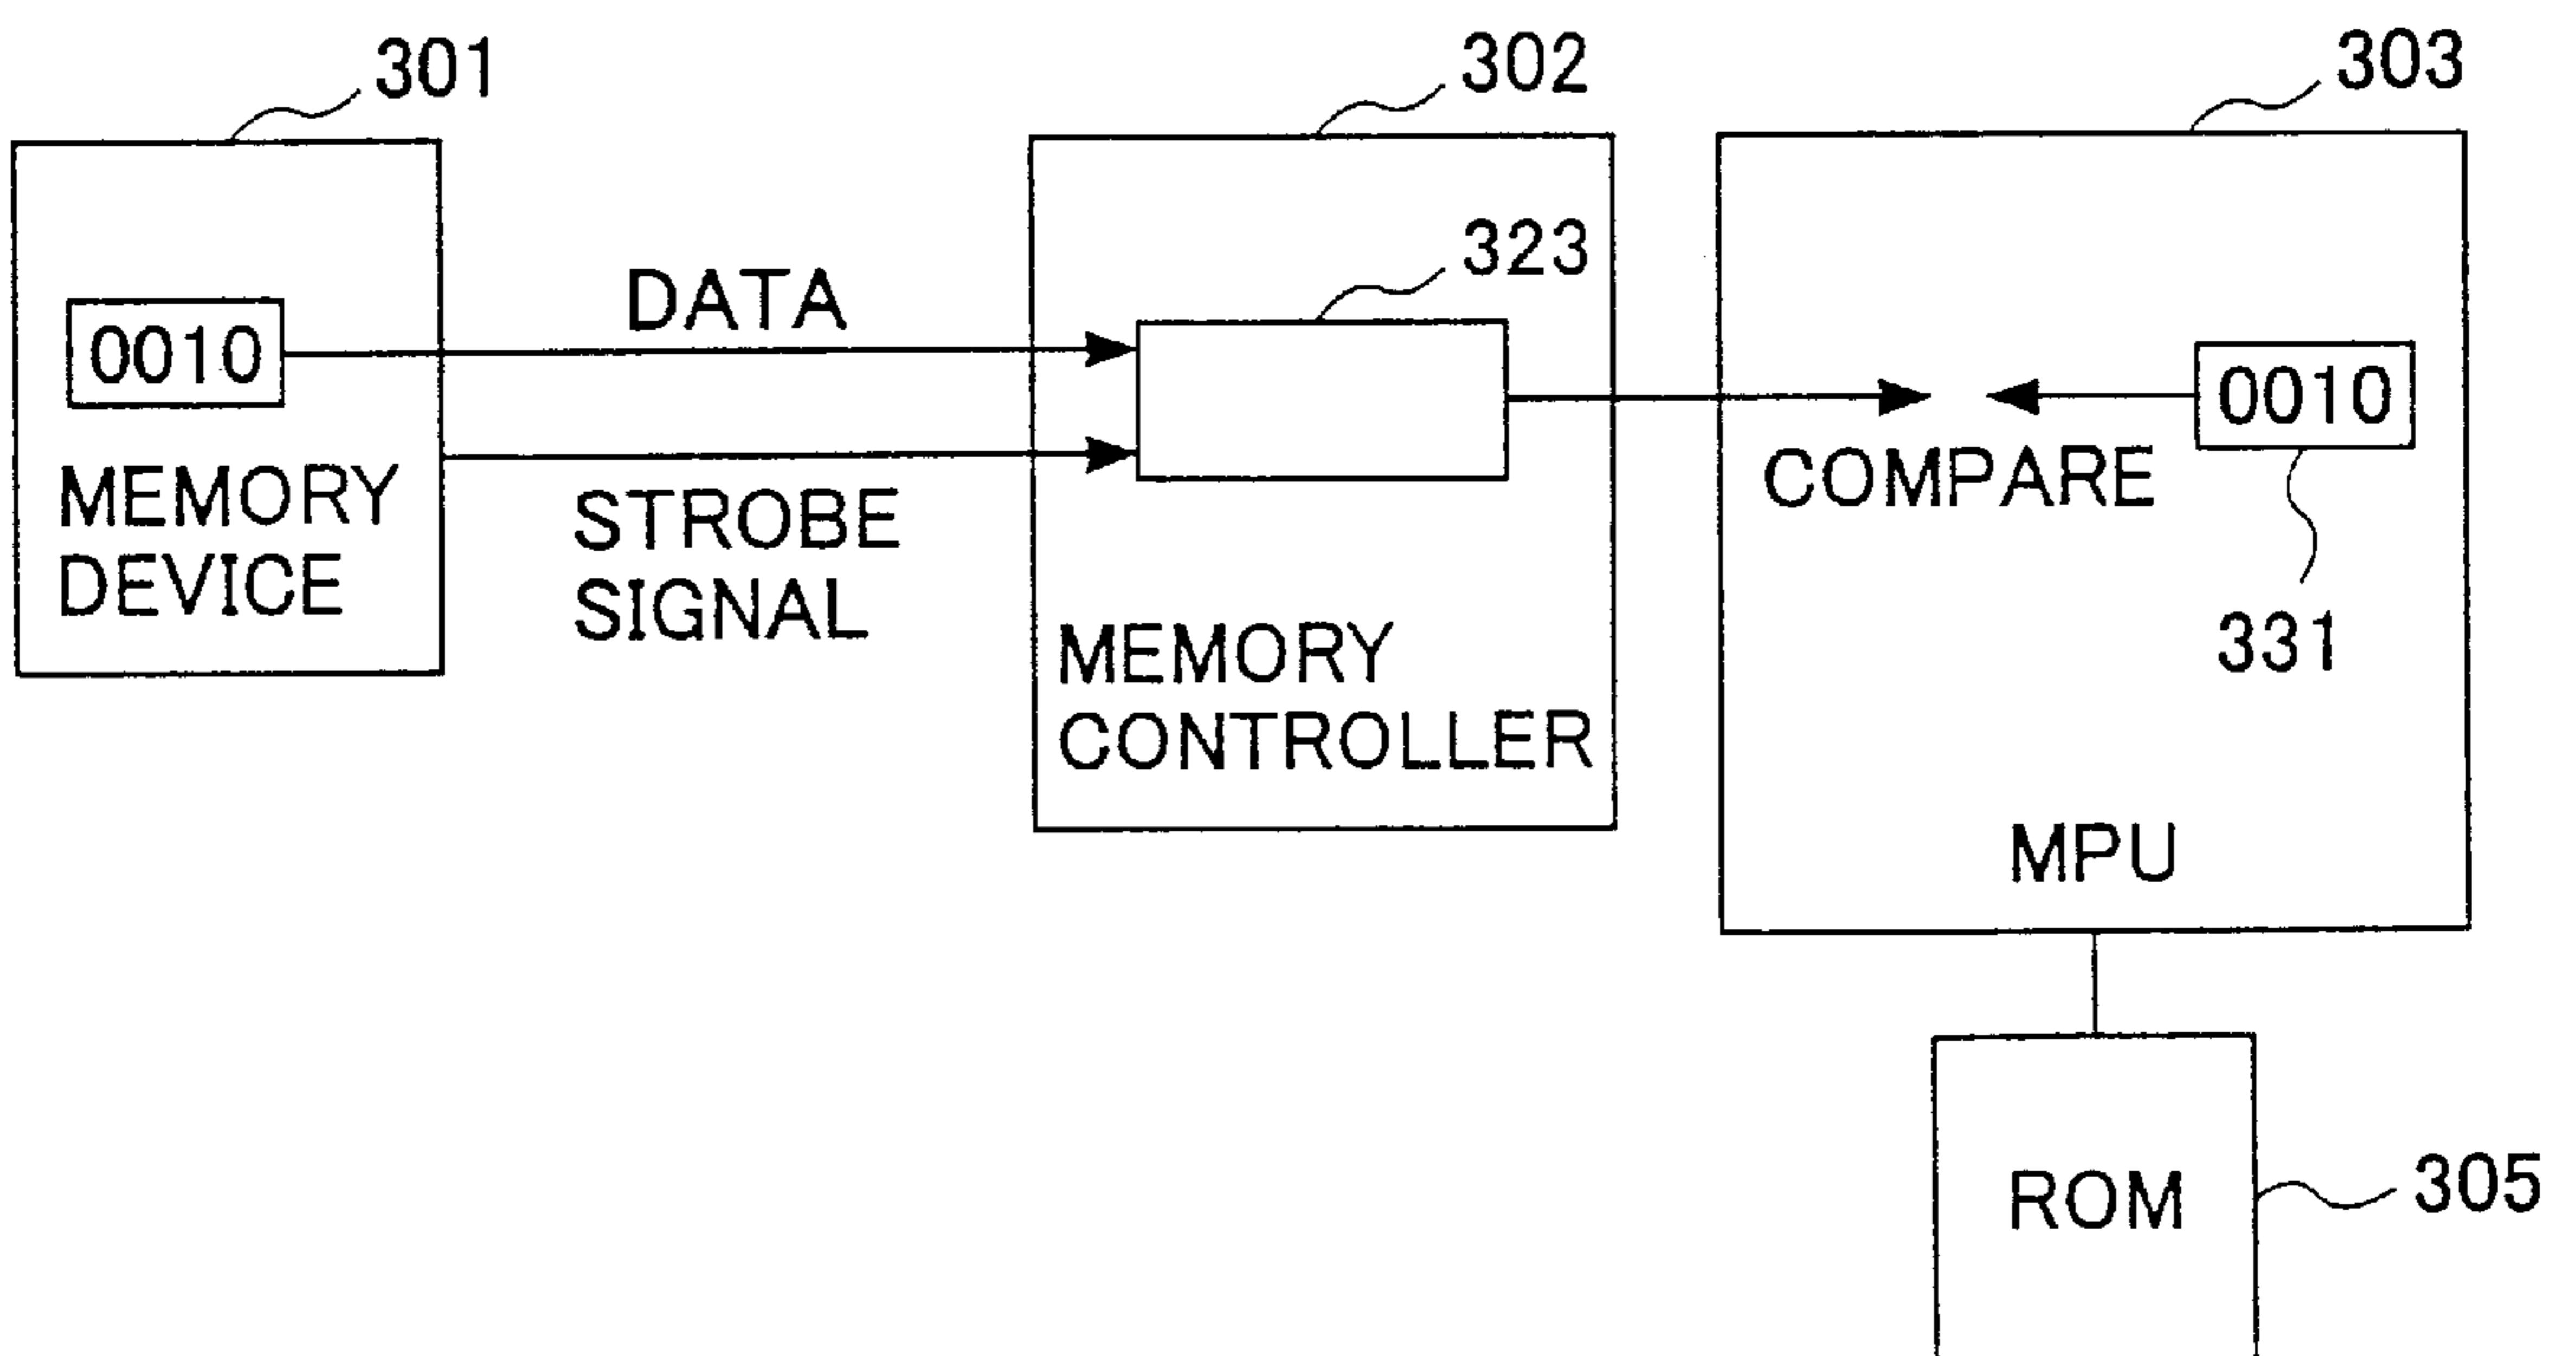 301
302
303
323
DATA
0010
0010
COMPARE
MEMORY
DEVICE
STROBE
SIGNAL
331
MEMORY
CONTROLLER
MPU
ROM
305